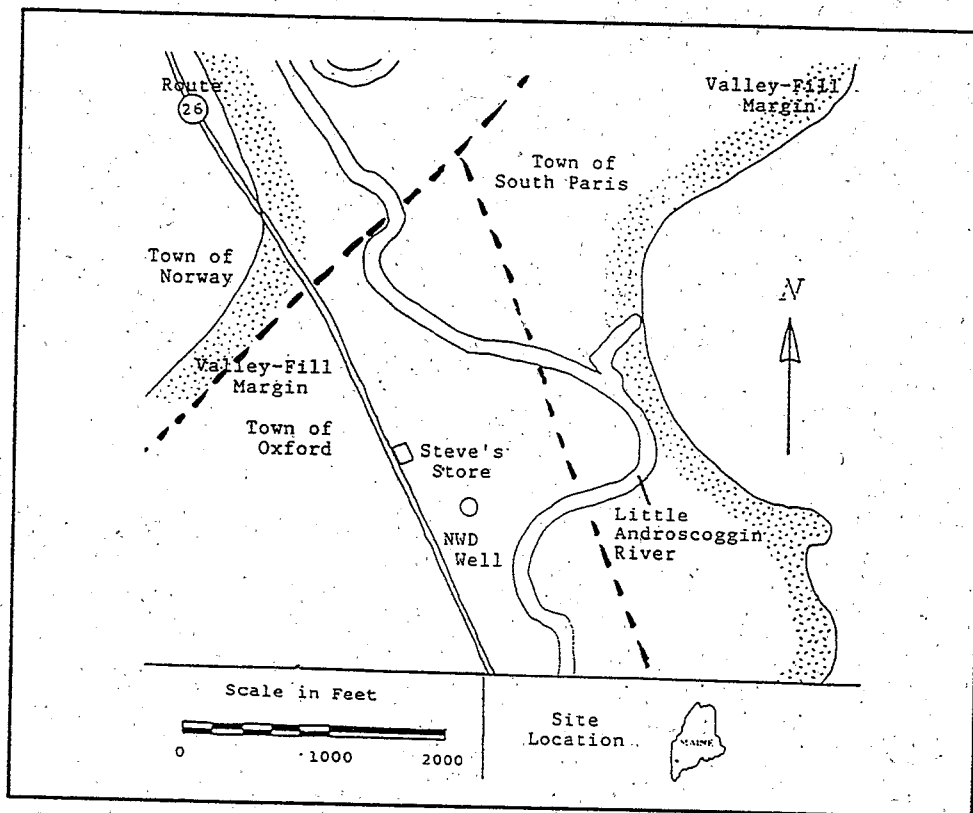 Route
26
Valley-Fill
Margin
Town of
South Paris
Town of
Norway
N
Valley-Fill
Margin
Town of
Oxford
Steve's
Store
NWD
Well
Little
Androscoggin
River
Scale in Feet
0 1000 2000
Site
Location
MAINE